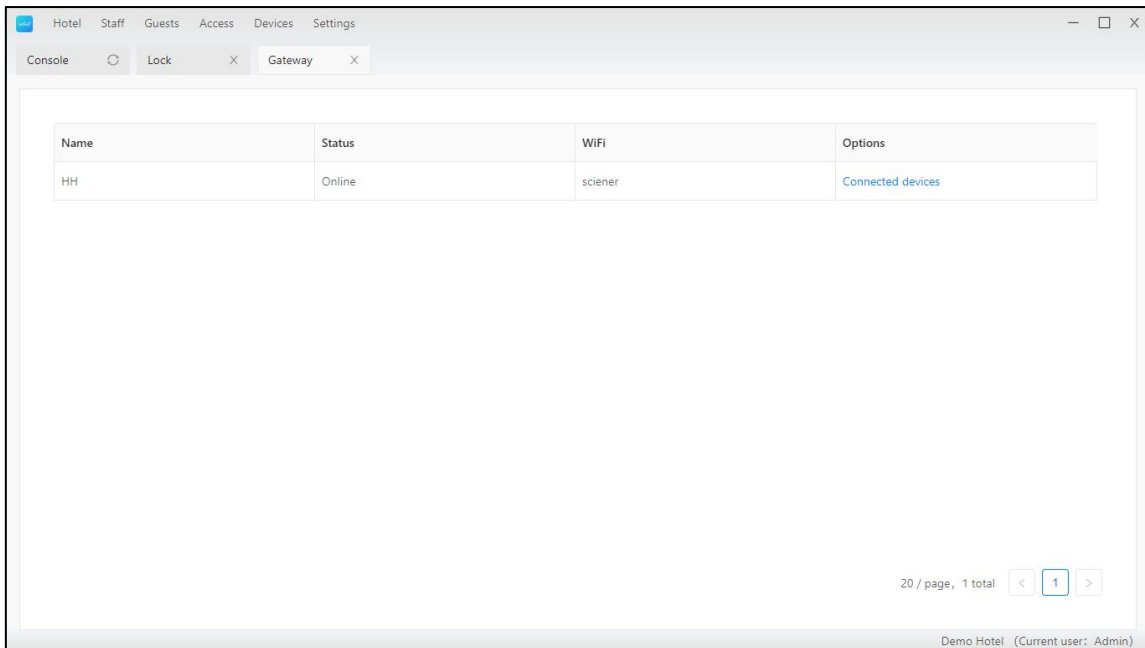 Hotel Staff Guests Access Devices Settings
Console Lock Gateway
Name Status WiFi Options
HH Online sciener Connected devices
20 / page, 1 total 1
Demo Hotel (Current user: Admin)